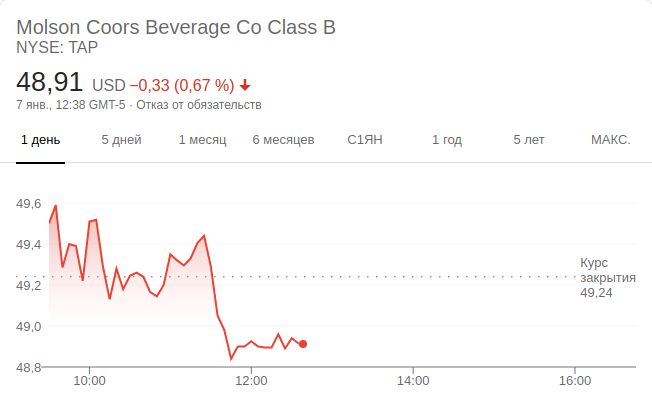 Molson Coors Beverage Co Class B
NYSE: TAP
48,91 USD −0,33 (0,67 %)
7 янв., 12:38 GMT-5 · Отказ от обязательств
1 день 5 дней 1 месяц 6 месяцев С1ЯН 1 год 5 лет МАКС.
49,6
49,4
49,2
49,0
48,8
Курс
закрытия
49,24
10:00 12:00 14:00 16:00